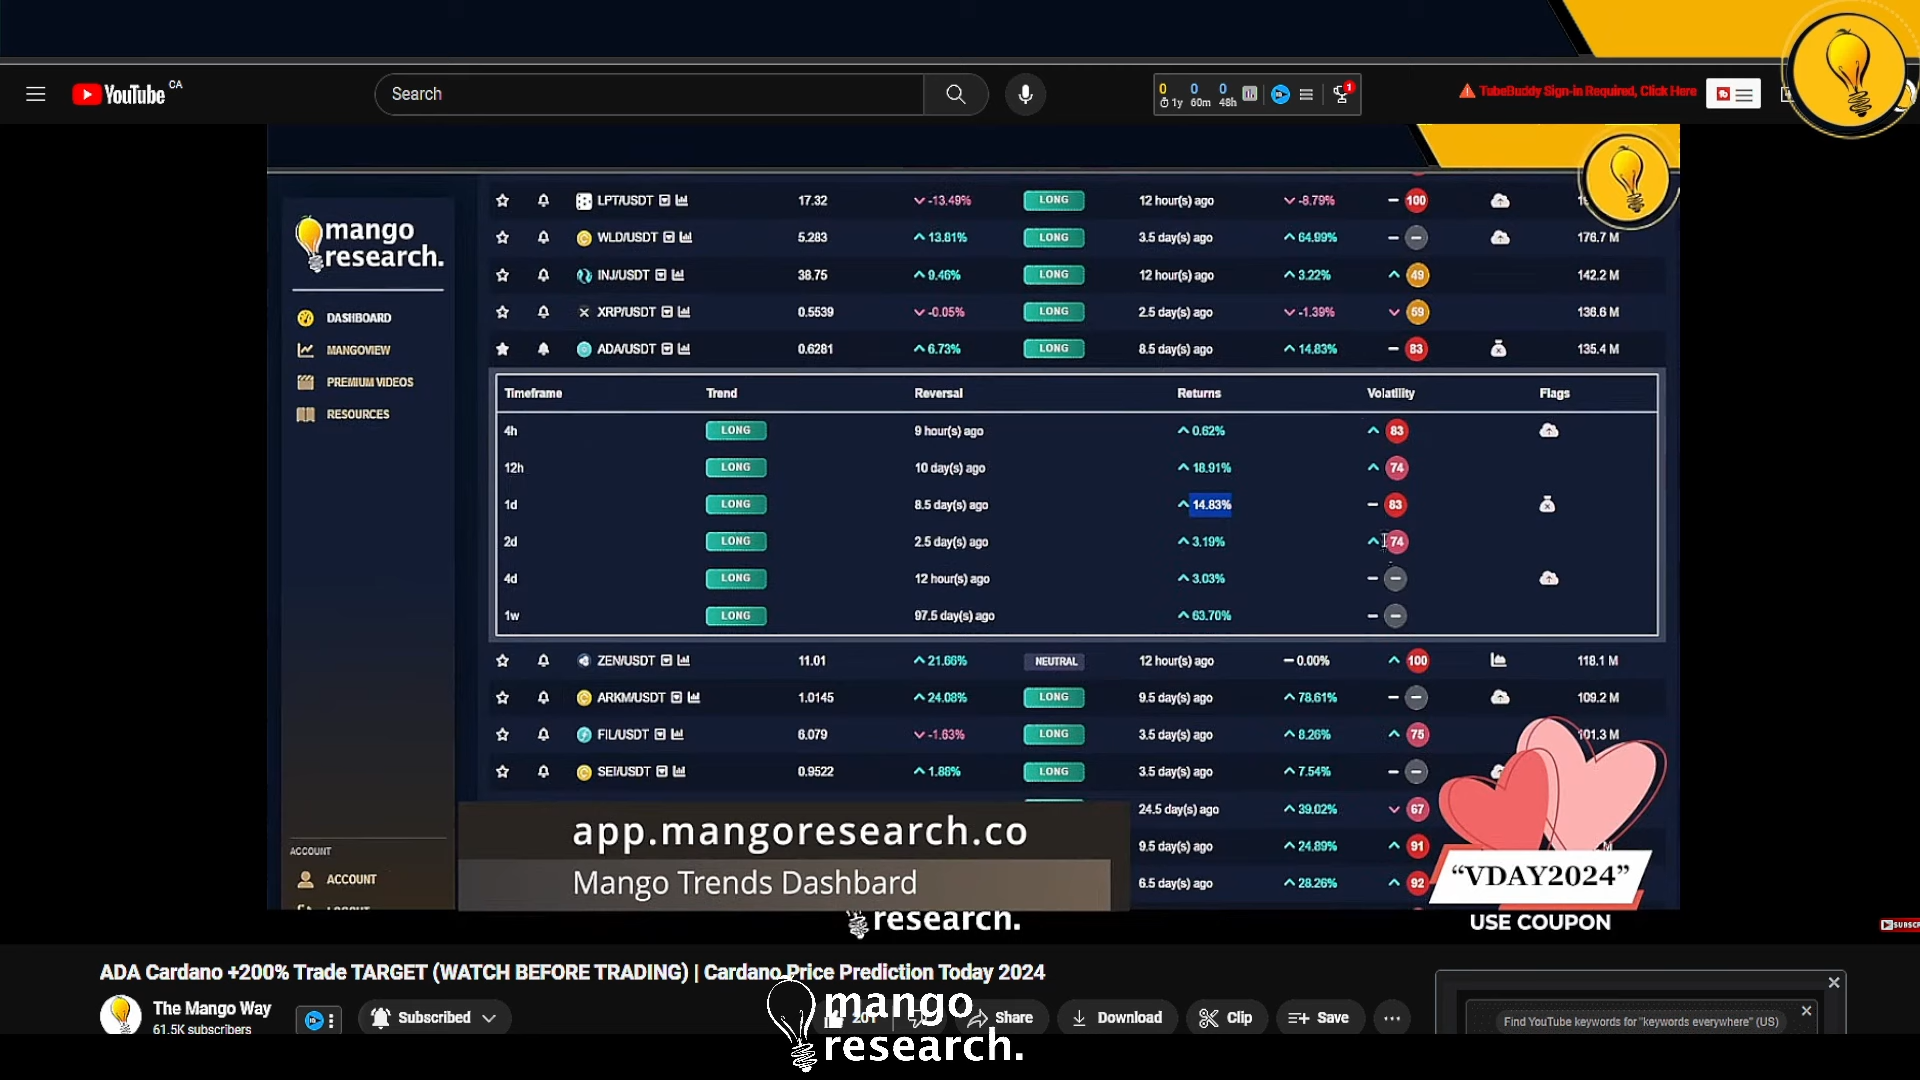 YouTube CA
Search
0 0 0
1y 60m 48h
1
TubeBuddy Sign-in Required, Click Here
mango
research.
DASHBOARD
MANGOVIEW
PREMIUM VIDEOS
RESOURCES
ACCOUNT
ACCOUNT
LPT/USDT 17.32 -13.49% LONG 12 hour(s) ago -8.79% 100
WLD/USDT 5.283 13.81% LONG 3.5 day(s) ago 64.99% 176.7 M
INJ/USDT 38.75 9.46% LONG 12 hour(s) ago 3.22% 49 142.2 M
XRP/USDT 0.5539 -0.05% LONG 2.5 day(s) ago -1.39% 59 136.6 M
ADA/USDT 0.6281 6.73% LONG 8.5 day(s) ago 14.83% 83 135.4 M
Timeframe Trend Reversal Returns Volatility Flags
4h LONG 9 hour(s) ago 0.62% 83
12h LONG 10 day(s) ago 18.91% 74
1d LONG 8.5 day(s) ago 14.83% 83
2d LONG 2.5 day(s) ago 3.19% 74
4d LONG 12 hour(s) ago 3.03%
1w LONG 97.5 day(s) ago 63.70%
ZEN/USDT 11.01 21.66% NEUTRAL 12 hour(s) ago 0.00% 100 118.1 M
ARKM/USDT 1.0145 24.08% LONG 9.5 day(s) ago 78.61% 109.2 M
FIL/USDT 6.079 -1.63% LONG 3.5 day(s) ago 8.26% 75 101.3 M
SEI/USDT 0.9522 1.86% LONG 3.5 day(s) ago 7.54%
24.5 day(s) ago 39.02% 67
9.5 day(s) ago 24.89% 91
6.5 day(s) ago 28.26% 92
app.mangoresearch.co
Mango Trends Dashbard
"VDAY2024"
USE COUPON
research.
ADA Cardano +200% Trade TARGET (WATCH BEFORE TRADING) | Cardano Price Prediction Today 2024
The Mango Way
61.5K subscribers
Subscribed
201
Share
Download
Clip
Save
mango
research.
Find YouTube keywords for "keywords everywhere" (US)